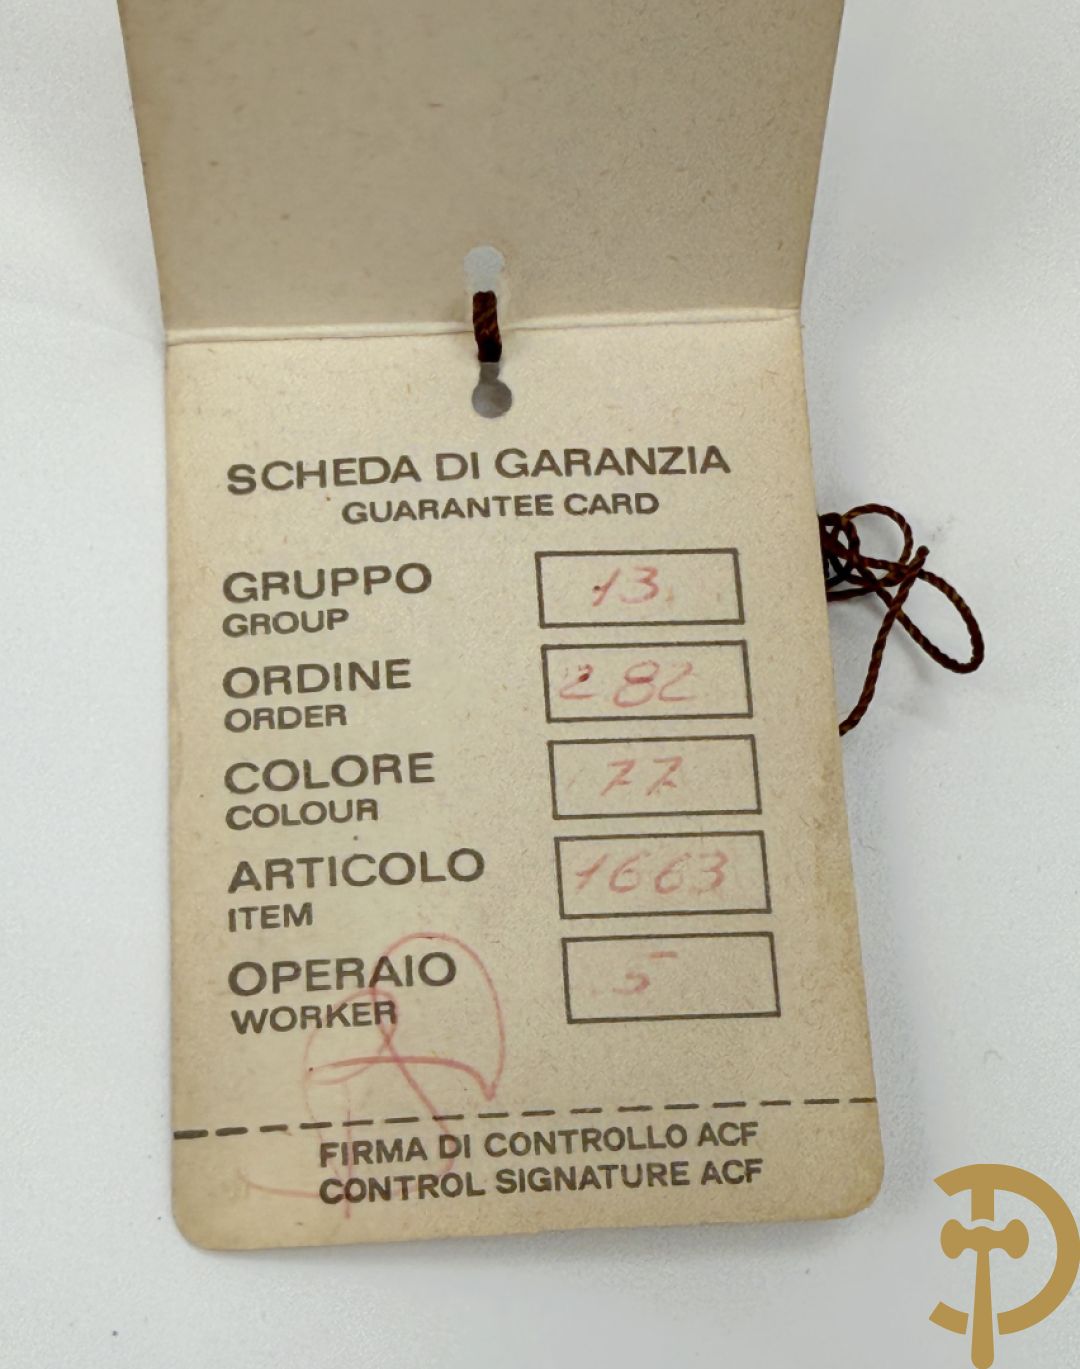 SCHEDA DI GARANZIA
GUARANTEE CARD
GRUPPO 13
GROUP
ORDINE 282
ORDER
COLORE 77
COLOUR
ARTICOLO 1663
ITEM
OPERAIO 5
WORKER
FIRMA DI CONTROLLO ACF
CONTROL SIGNATURE ACF